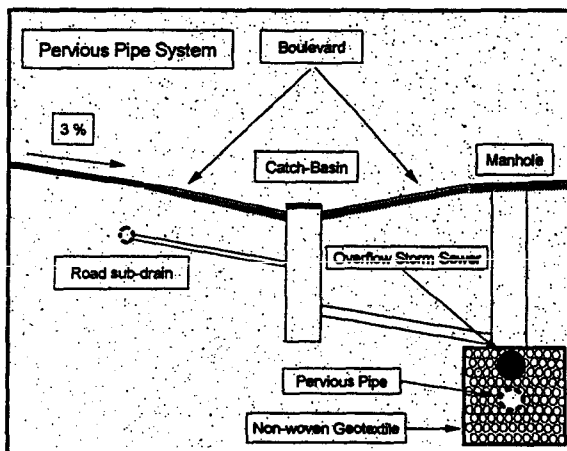 Pervious Pipe System
Boulevard
3 %
Catch-Basin
Manhole
Road sub-drain
Overflow Storm Sewer
Pervious Pipe
Non-woven Geotextile